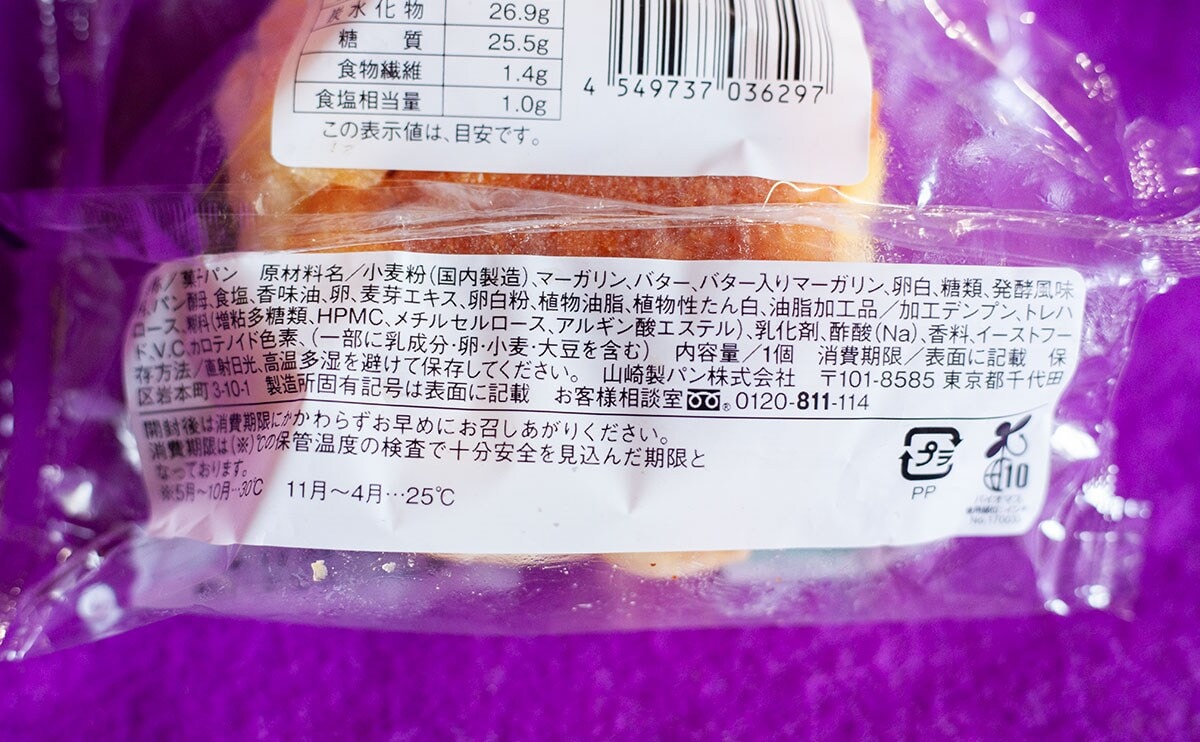 炭水化物 26.9g
糖 質 25.5g
食物繊維 1.4g
食塩相当量 1.0g
この表示値は、目安です。
4 549737 036297
称/菓子パン 原材料名/小麦粉(国内製造)、マーガリン、バター、バター入りマーガリン、卵白、糖類、発酵風味
料、パン酵母、食塩、香味油、卵、麦芽エキス、卵白粉、植物油脂、植物性たん白、油脂加工品/加工デンプン、トレハ
ロース、糊料(増粘多糖類、HPMC、メチルセルロース、アルギン酸エステル)、乳化剤、酢酸(Na)、香料、イーストフー
ド、V.C、カロテノイド色素、(一部に乳成分・卵・小麦・大豆を含む) 内容量/1個 消費期限/表面に記載 保
存方法/直射日光、高温多湿を避けて保存してください。 山崎製パン株式会社 〒101-8585 東京都千代田
区岩本町3-10-1 製造所固有記号は表面に記載 お客様相談室 0120-811-114
開封後は消費期限にかかわらずお早めにお召しあがりください。
消費期限は(※)℃の保管温度の検査で十分安全を見込んだ期限と
なっております。
※5月～10月…30℃ 11月～4月…25℃
プラ
PP
10
バイオマス